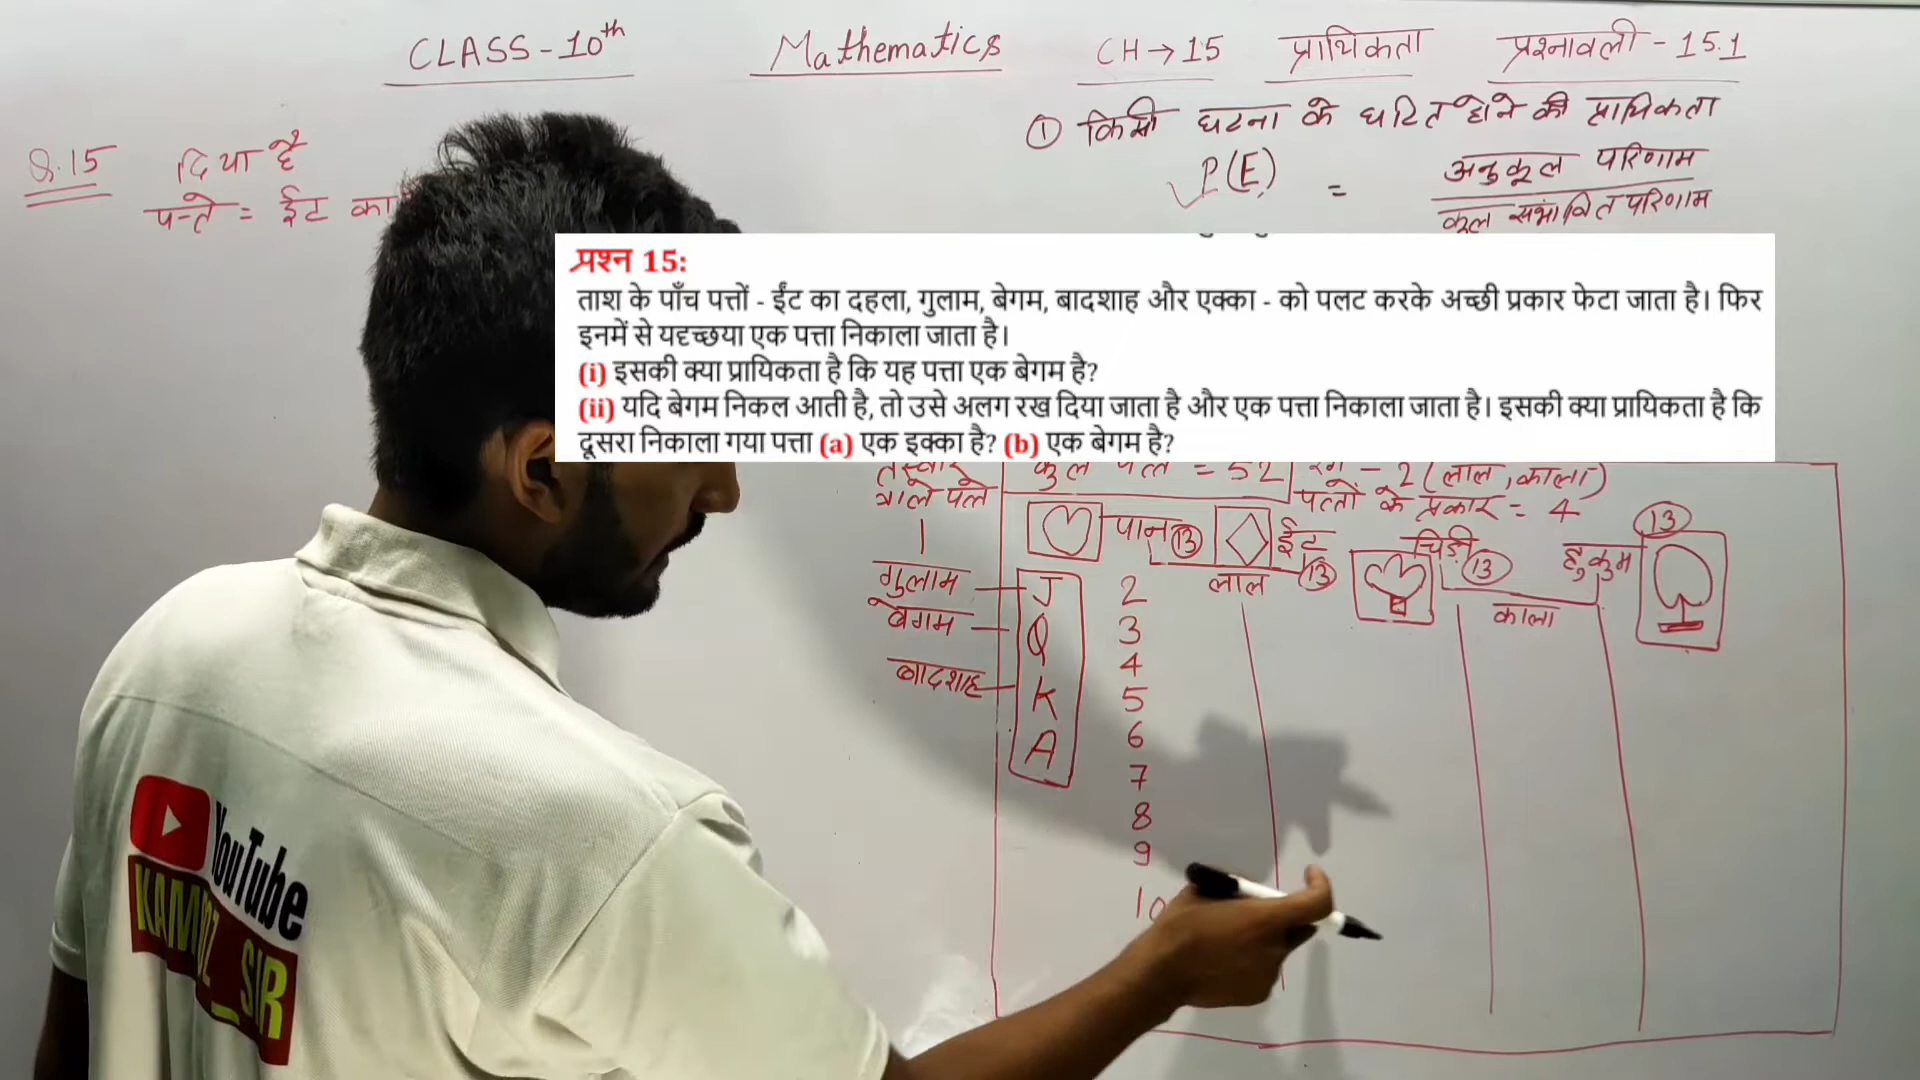 CLASS - 10th Mathematics CH → 15 प्रायिकता प्रश्नावली - 15.1
① किसी घटना के घटित होने की प्रायिकता
P(E) = अनुकूल परिणाम
कुल संभावित परिणाम
Q.15 दिया है
पत्ते = ईट का
प्रश्न 15:
ताश के पाँच पत्तों - ईंट का दहला, गुलाम, बेगम, बादशाह और एक्का - को पलट करके अच्छी प्रकार फेटा जाता है। फिर
इनमें से यदृच्छया एक पत्ता निकाला जाता है।
(i) इसकी क्या प्रायिकता है कि यह पत्ता एक बेगम है?
(ii) यदि बेगम निकल आती है, तो उसे अलग रख दिया जाता है और एक पत्ता निकाला जाता है। इसकी क्या प्रायिकता है कि
दूसरा निकाला गया पत्ता (a) एक इक्का है? (b) एक बेगम है?
कुल पत्ते = 52 रंग - 2 (लाल, काला)
वाले पत्ते पत्तों के प्रकार = 4
पान 13 ईट 13 चिड़ी 13 हुकुम 13
लाल काला
गुलाम J 2
बेगम Q 3
4
बादशाह K 5
A 6
7
8
9
10
YouTube